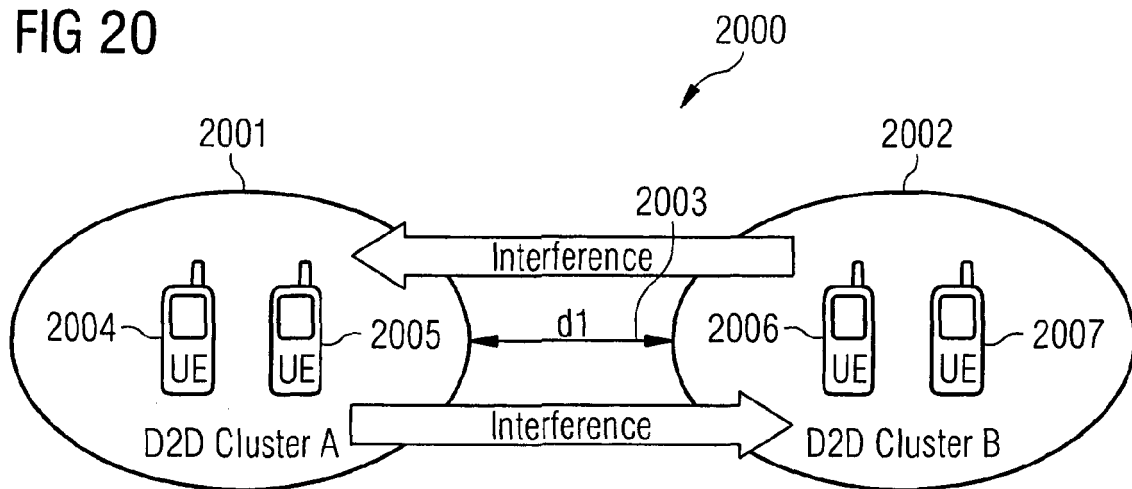 FIG 20
2000
2001
2002
2003
Interference
2004
UE
UE
2005
d1
2006
UE
UE
2007
Interference
D2D Cluster A
D2D Cluster B